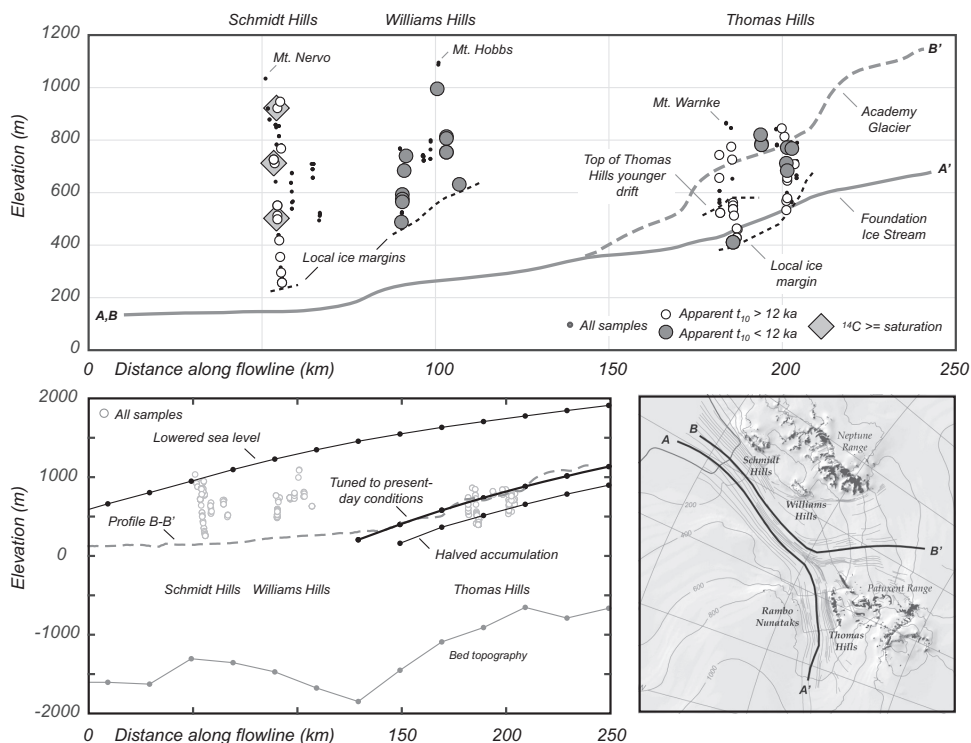 Schmidt Hills
Williams Hills
Thomas Hills
1200
1000
800
600
400
200
0
Elevation (m)
Mt. Nervo
Mt. Hobbs
Mt. Warnke
B'
Academy
Glacier
A'
Top of Thomas
Hills younger
drift
Foundation
Ice Stream
Local ice margins
Local ice
margin
A,B
All samples
Apparent t10 > 12 ka
Apparent t10 < 12 ka
14C >= saturation
0
Distance along flowline (km)
100
150
200
250
2000
1000
0
-1000
-2000
Elevation (m)
All samples
Lowered sea level
Tuned to present-
day conditions
Profile B-B'
Halved accumulation
Schmidt Hills
Williams Hills
Thomas Hills
Bed topography
0
Distance along flowline (km)
150
200
250
B
A
Neptune
Range
Schmidt
Hills
Williams
Hills
200
400
600
800
1000
B'
Patuxent Range
Rambo
Nunataks
Thomas
Hills
A'